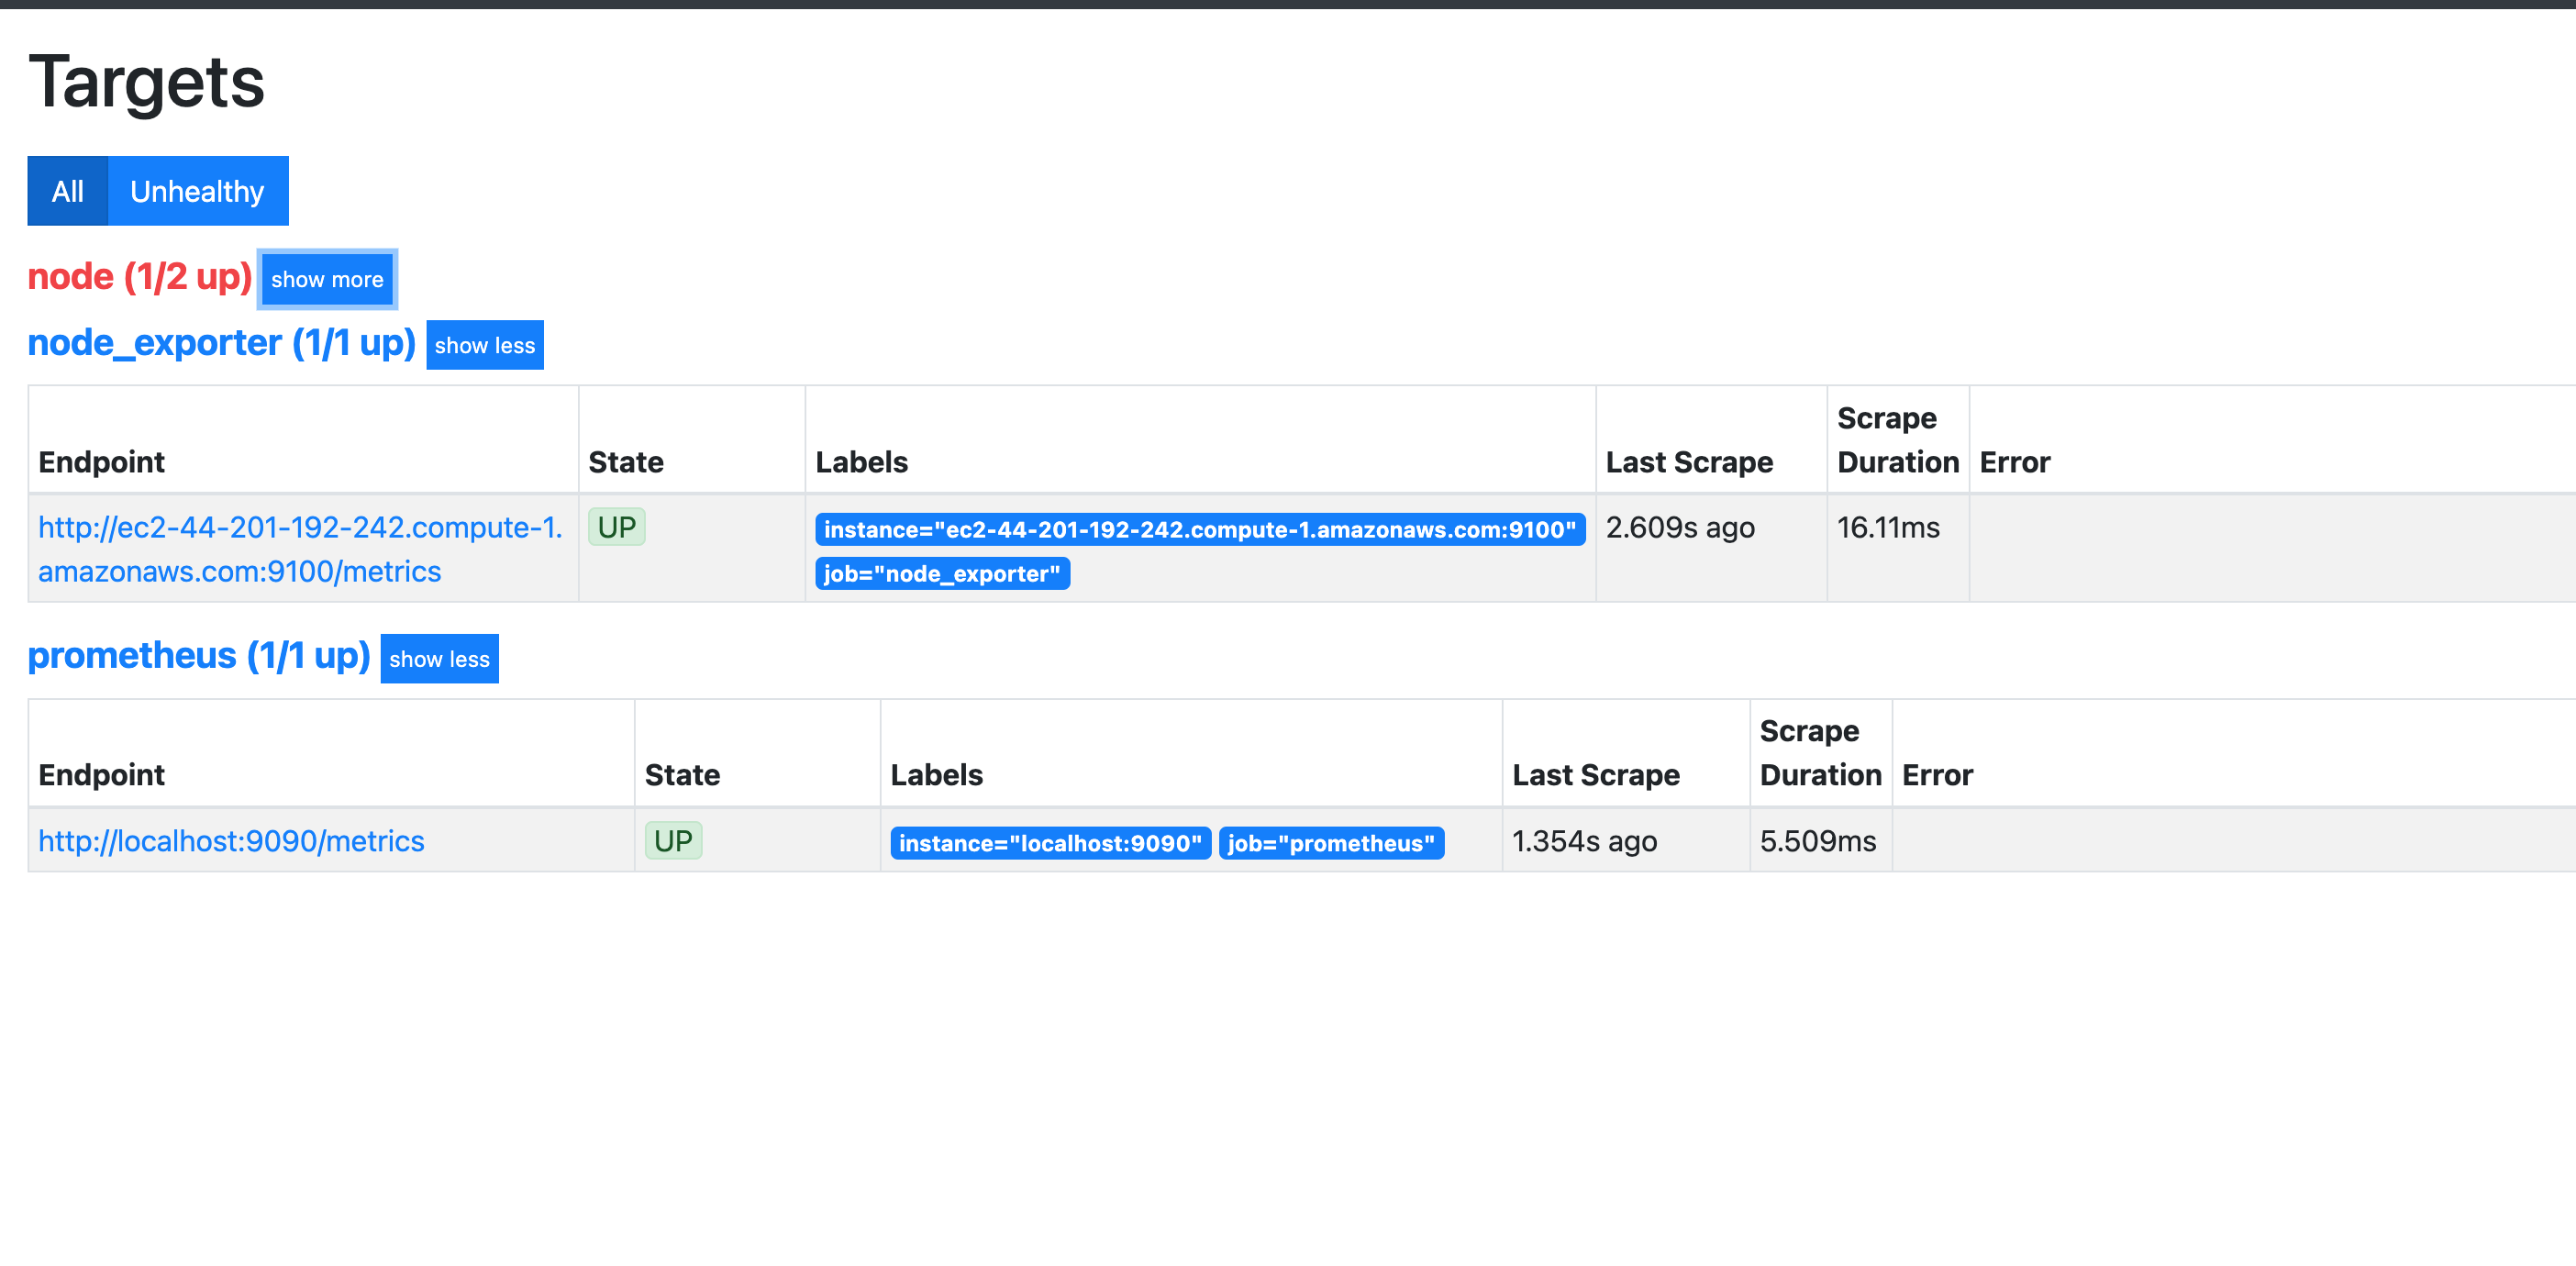 Targets
All Unhealthy
node (1/2 up) show more
node_exporter (1/1 up) show less
Scrape
Endpoint State Labels Last Scrape Duration Error
http://ec2-44-201-192-242.compute-1. UP instance="ec2-44-201-192-242.compute-1.amazonaws.com:9100" 2.609s ago 16.11ms
amazonaws.com:9100/metrics job="node_exporter"
prometheus (1/1 up) show less
Scrape
Endpoint State Labels Last Scrape Duration Error
http://localhost:9090/metrics UP instance="localhost:9090" job="prometheus" 1.354s ago 5.509ms